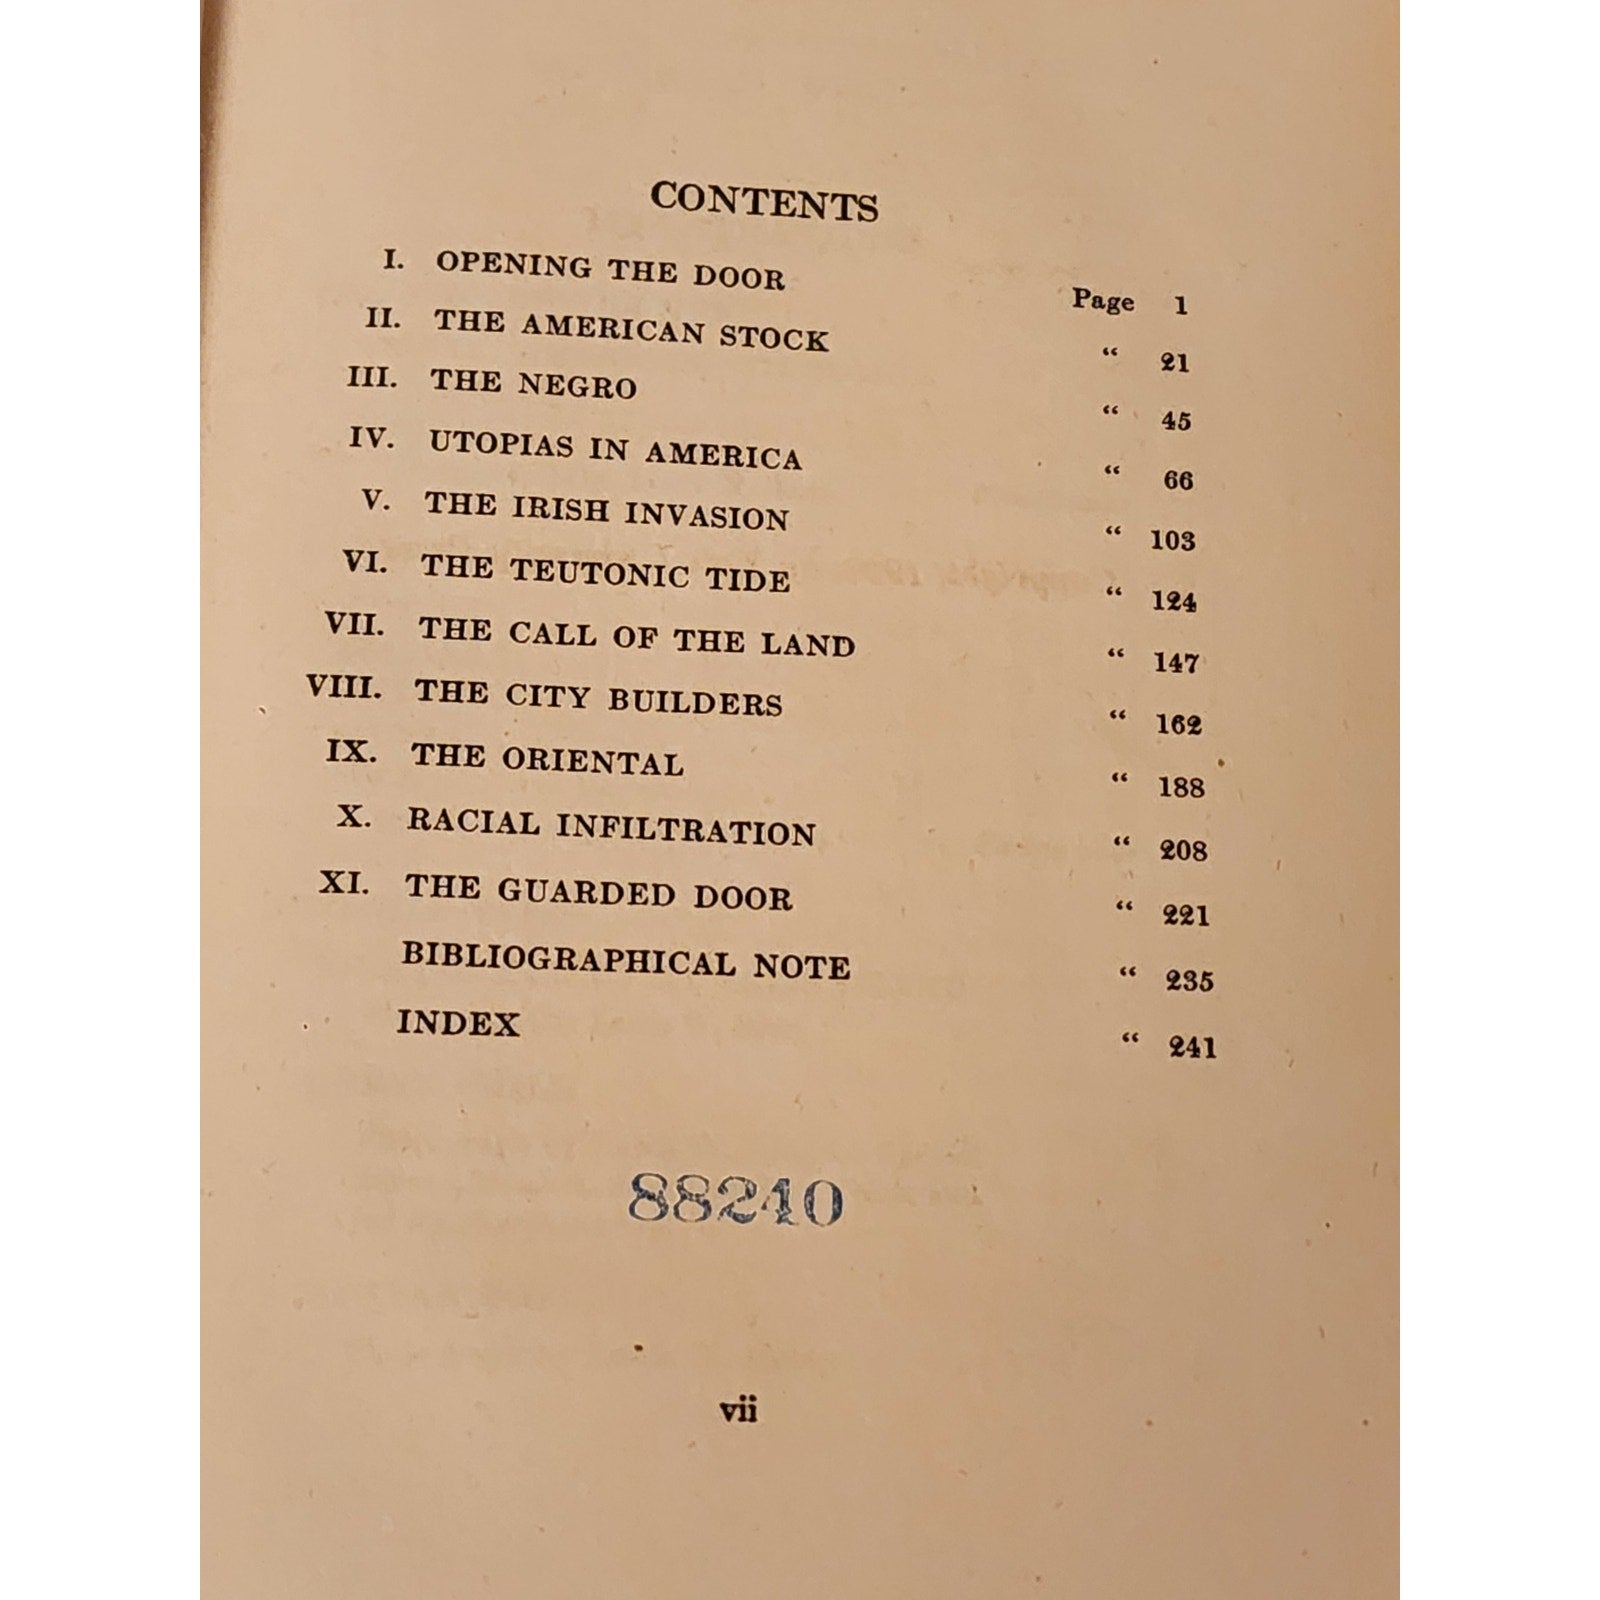 CONTENTS
I. OPENING THE DOOR Page 1
II. THE AMERICAN STOCK “ 21
III. THE NEGRO “ 45
IV. UTOPIAS IN AMERICA “ 66
V. THE IRISH INVASION “ 103
VI. THE TEUTONIC TIDE “ 124
VII. THE CALL OF THE LAND “ 147
VIII. THE CITY BUILDERS “ 162
IX. THE ORIENTAL “ 188
X. RACIAL INFILTRATION “ 208
XI. THE GUARDED DOOR “ 221
BIBLIOGRAPHICAL NOTE “ 235
INDEX “ 241
88240
vii